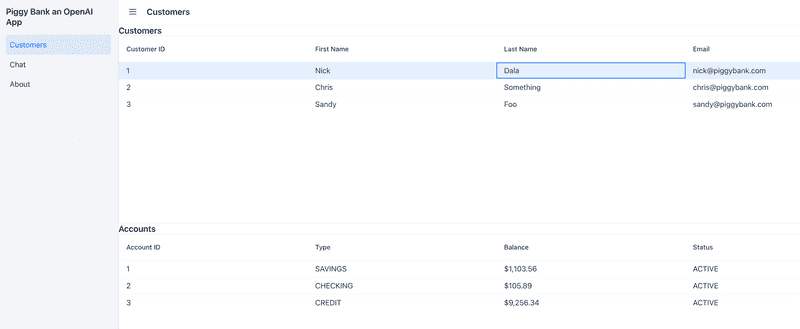 Piggy Bank an OpenAI
App
Customers
Chat
About
Customers
Customers
Customer ID First Name Last Name Email
1 Nick Dala nick@piggybank.com
2 Chris Something chris@piggybank.com
3 Sandy Foo sandy@piggybank.com
Accounts
Account ID Type Balance Status
1 SAVINGS $1,103.56 ACTIVE
2 CHECKING $105.89 ACTIVE
3 CREDIT $9,256.34 ACTIVE